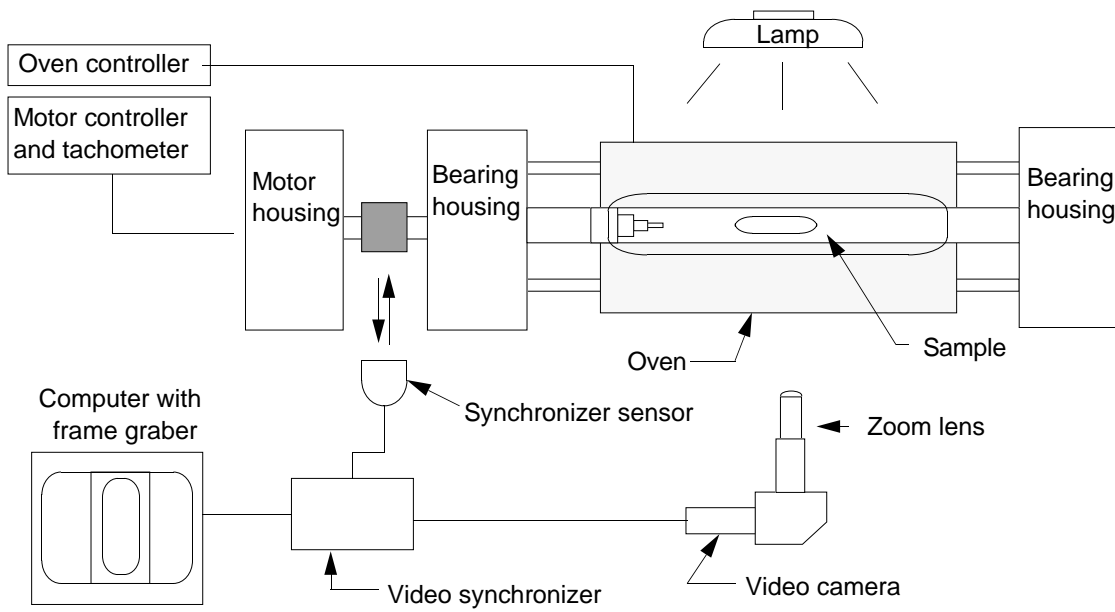 Lamp
Oven controller
Motor controller
and tachometer
Motor
housing
Bearing
housing
Bearing
housing
Oven
Sample
Computer with
frame graber
Synchronizer sensor
Zoom lens
Video synchronizer
Video camera